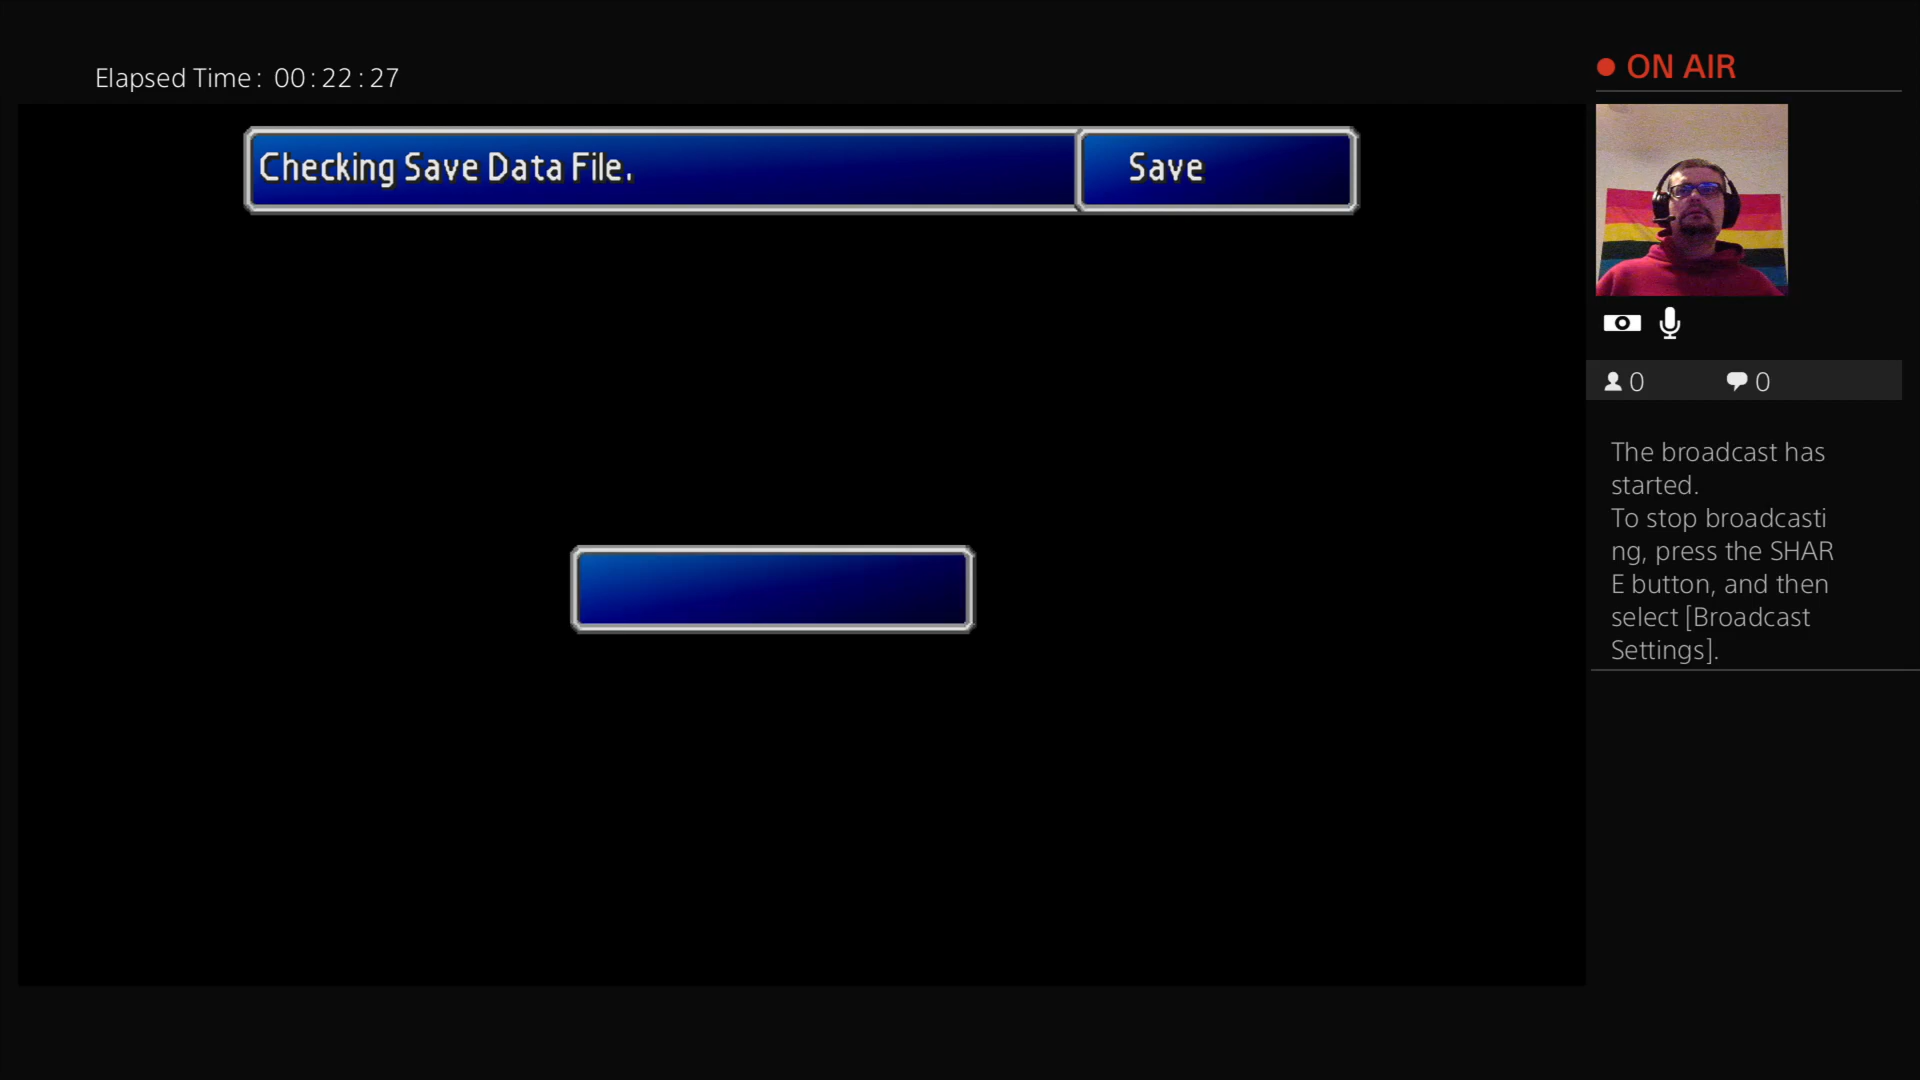 Elapsed Time: 00:22:27
ON AIR
Checking Save Data File.
Save
0
0
The broadcast has
started.
To stop broadcasti
ng, press the SHAR
E button, and then
select [Broadcast
Settings].